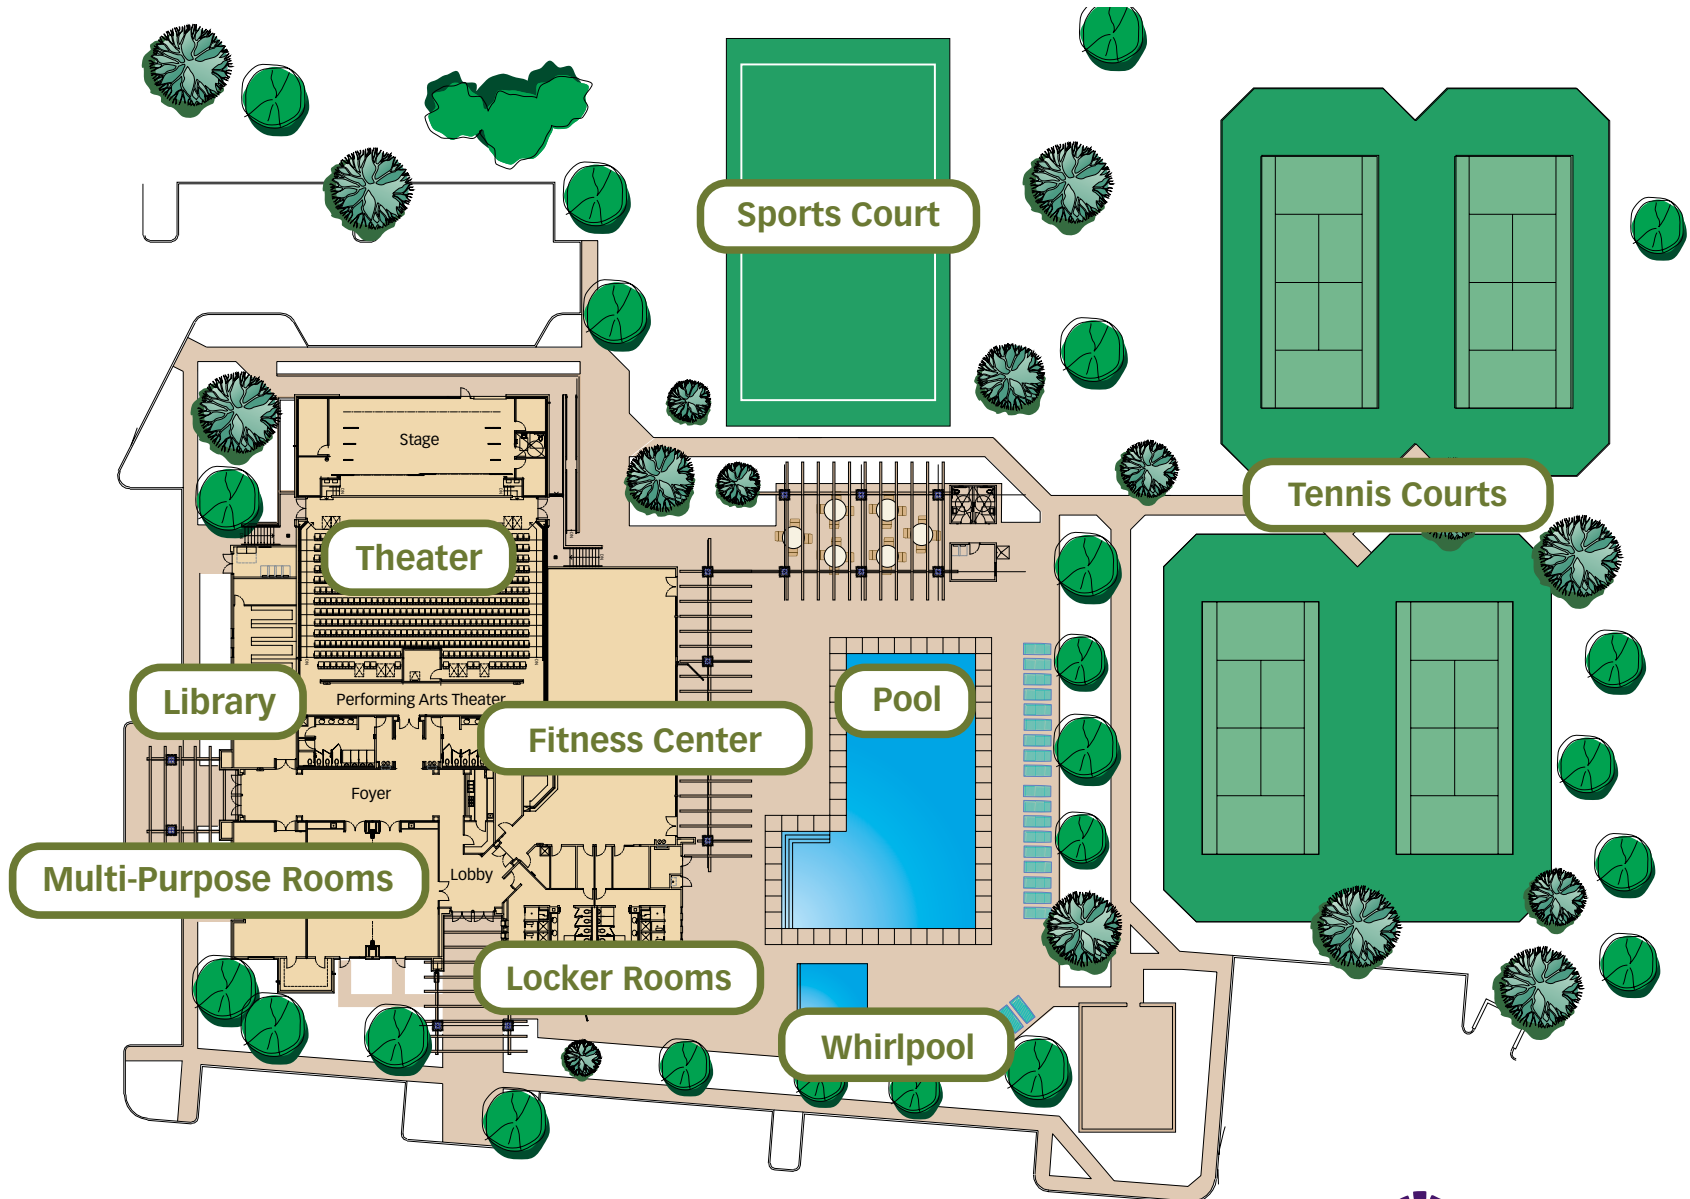 Sports Court
Stage
Tennis Courts
Theater
Library
Performing Arts Theater
Pool
Fitness Center
Foyer
Multi-Purpose Rooms
Lobby
Locker Rooms
Whirlpool